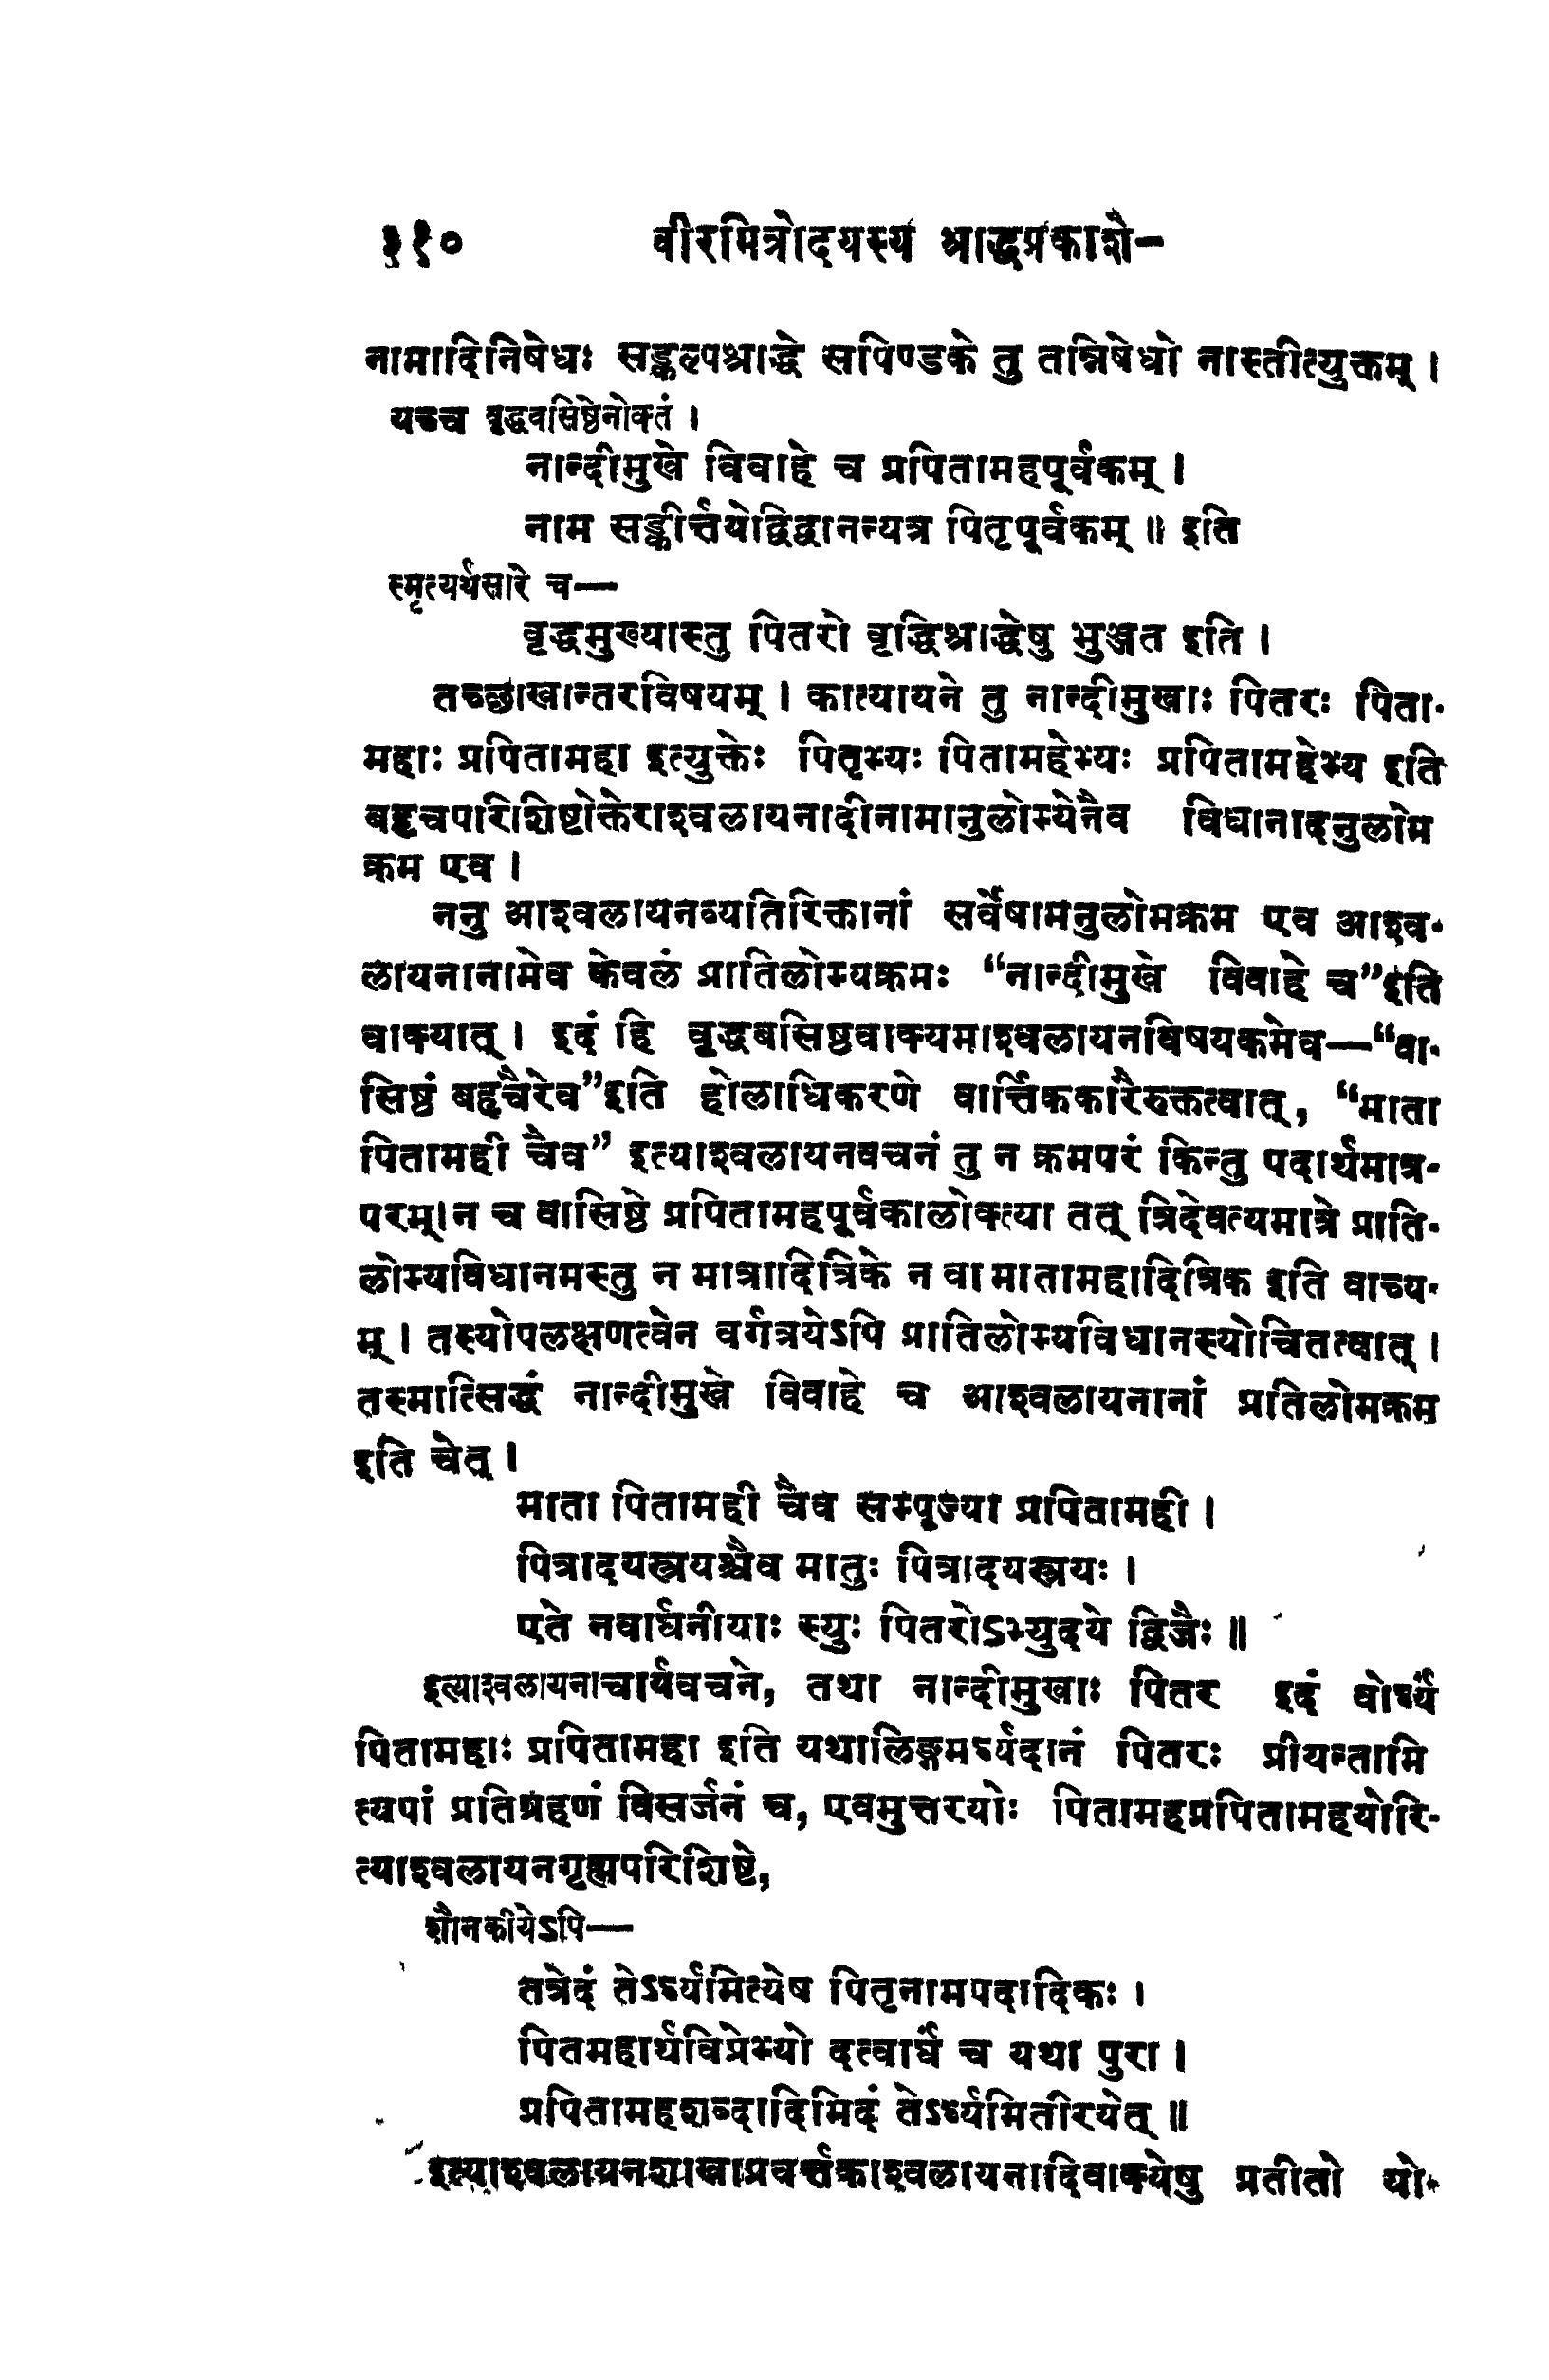 ३१० वीरमित्रोदयस्य श्राद्धप्रकाशे-
नामादिनिषेधः सङ्कल्पश्राद्धे सपिण्डके तु तन्निषेधो नास्तीत्युक्तम् ।
यच्च वृद्धवसिष्ठेनोक्तं ।
नान्दीमुखे विवाहे च प्रपितामहपूर्वकम् ।
नाम सङ्कीर्त्तयेद्विद्वानन्यत्र पितृपूर्वकम् ॥ इति
स्मृत्यर्थसारे च—
वृद्धमुख्यास्तु पितरो वृद्धिश्राद्धेषु भुञ्जत इति ।
तच्छाखान्तरविषयम् । कात्यायने तु नान्दीमुखाः पितरः पिता-
महाः प्रपितामहा इत्युक्तेः पितृभ्यः पितामहेभ्यः प्रपितामहेभ्य इति
बह्वृचपरिशिष्टोक्तेराश्वलायनादीनामानुलोम्येनैव विधानादनुलोम
क्रम एव ।
ननु आश्वलायनव्यतिरिक्तानां सर्वेषामनुलोमक्रम एव आश्व-
लायनानामेव केवलं प्रातिलोम्यक्रमः “नान्दीमुखे विवाहे च”इति
वाक्यात् । इदं हि वृद्धबसिष्ठवाक्यमाश्वलायनविषयकमेव—“वा-
सिष्ठं बह्वृचैरेव”इति होलाधिकरणे वार्त्तिककारैरुक्तत्वात्, “माता
पितामही चैव” इत्याश्वलायनवचनं तु न क्रमपरं किन्तु पदार्थमात्र-
परम्।न च वासिष्ठे प्रपितामहपूर्वकालोक्त्या तत् त्रिदेवत्यमात्रे प्राति-
लोम्यविधानमस्तु न मात्रादित्रिके न वा मातामहादित्रिक इति वाच्य-
म् । तस्योपलक्षणत्वेन वर्गत्रयेऽपि प्रातिलोम्यविधानस्योचितत्वात् ।
तस्मात्सिद्धं नान्दीमुखे विवाहे च आश्वलायनानां प्रतिलोमक्रम
इति चेत् ।
माता पितामही चैव सम्पूज्या प्रपितामही ।
पित्रादयस्त्रयश्चैव मातुः पित्रादयस्त्रयः ।
एते नवार्घनीयाः स्युः पितरोऽभ्युदये द्विजैः ॥
इत्याश्वलायनाचार्यवचने, तथा नान्दीमुखाः पितर इदं वोर्घ्यं
पितामहाः प्रपितामहा इति यथालिङ्गमर्घ्यदानं पितरः प्रीयन्तामि
त्यपां प्रतिग्रहणं विसर्जनं च, एवमुत्तरयोः पितामहप्रपितामहयोरि-
त्याश्वलायनगृह्यपरिशिष्टे,
शौनकीयेऽपि—
तत्रेदं तेऽर्घ्यमित्येष पितृनामपदादिकः ।
पितमहार्थविप्रेभ्यो दत्वार्घं च यथा पुरा ।
प्रपितामहशब्दादिमिदं तेऽर्घ्यमितीरयेत् ॥
इत्याश्वलायनशाखाप्रवर्त्तकाश्वलायनादिवाक्येषु प्रतीतो यो-